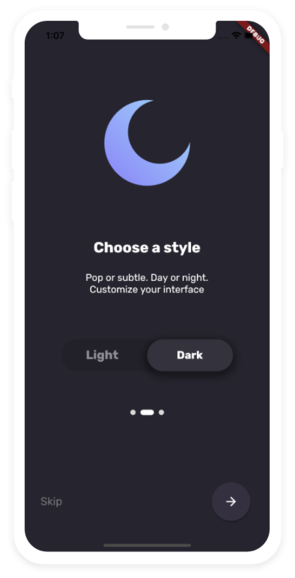 1:07
DEBUG
Choose a style
Pop or subtle. Day or night.
Customize your interface
Light
Dark
Skip